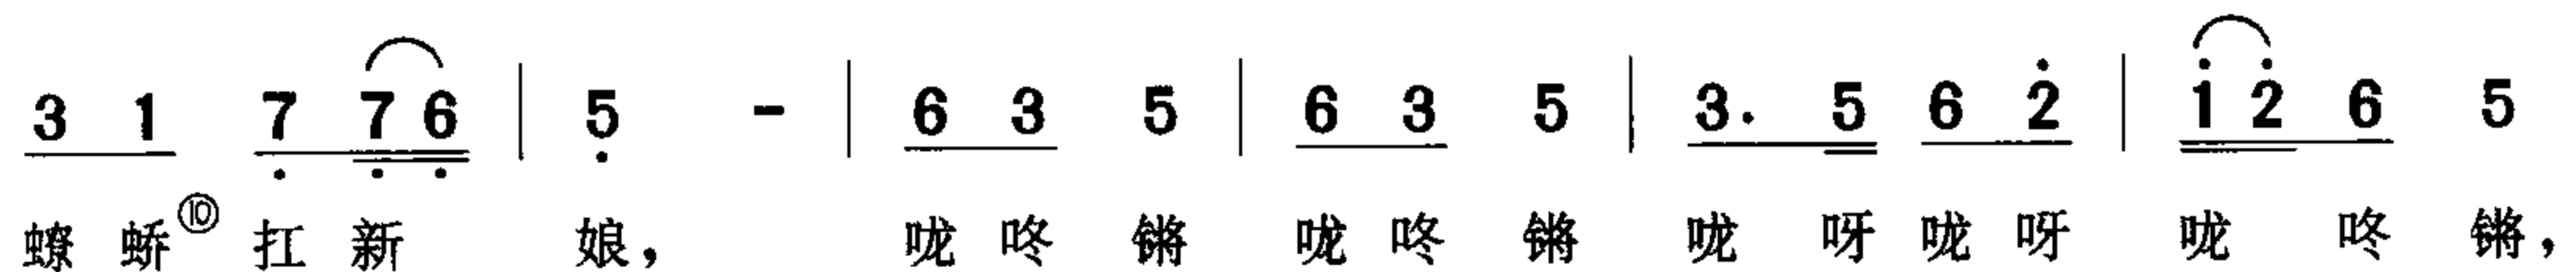 3 1 7̣ 7̣ 6̣ | 5̣ - | 6 3 5 | 6 3 5 | 3. 5 6 2̇ | 1̇ 2̇ 6 5
蟟蛴⑩扛新娘，咙咚锵咙咚锵咙呀咙呀咙咚锵，